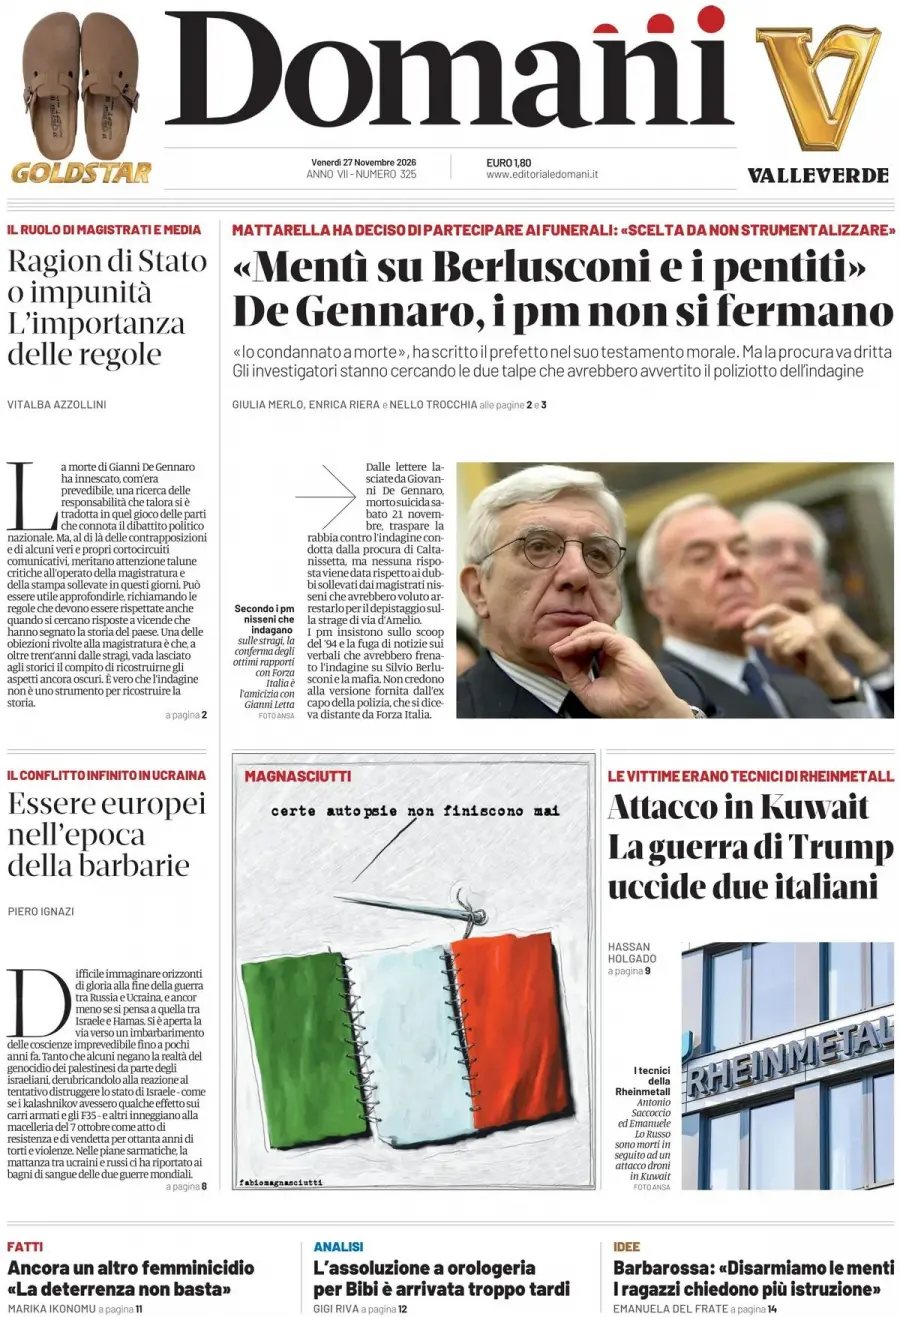 GOLDSTAR
Domani
Venerdì 27 Novembre 2026
ANNO VII - NUMERO 325
EURO 1,80
www.editorialedomani.it
VALLEVERDE
IL RUOLO DI MAGISTRATI E MEDIA
Ragion di Stato
o impunità
L'importanza
delle regole
VITALBA AZZOLLINI
La morte di Gianni De Gennaro
ha innescato, com'era
prevedibile, una ricerca delle
responsabilità che talora si è
tradotta in quel gioco delle parti
che connota il dibattito politico
nazionale. Ma, al di là delle contrapposizioni
e di alcuni veri e propri cortocircuiti
comunicativi, meritano attenzione talune
critiche all'operato della magistratura e
della stampa sollevate in questi giorni. Può
essere utile approfondirle, richiamando le
regole che devono essere rispettate anche
quando si cercano risposte a vicende che
hanno segnato la storia del paese. Una delle
obiezioni rivolte alla magistratura è che, a
oltre trent'anni dalle stragi, vada lasciato
agli storici il compito di ricostruirne gli
aspetti ancora oscuri. È vero che l'indagine
non è uno strumento per ricostruire la
storia.
a pagina 2
MATTARELLA HA DECISO DI PARTECIPARE AI FUNERALI: «SCELTA DA NON STRUMENTALIZZARE»
«Mentì su Berlusconi e i pentiti»
De Gennaro, i pm non si fermano
«Io condannato a morte», ha scritto il prefetto nel suo testamento morale. Ma la procura va dritta
Gli investigatori stanno cercando le due talpe che avrebbero avvertito il poliziotto dell'indagine
GIULIA MERLO, ENRICA RIERA e NELLO TROCCHIA alle pagine 2 e 3
Secondo i pm
nisseni che
indagano
sulle stragi, la
conferma degli
ottimi rapporti
con Forza
Italia è
l'amicizia con
Gianni Letta
FOTO ANSA
Dalle lettere la-
sciate da Giovan-
ni De Gennaro,
morto suicida sa-
bato 21 novem-
bre, traspare la
rabbia contro l'indagine con-
dotta dalla procura di Calta-
nissetta, ma nessuna rispo-
sta viene data rispetto ai dub-
bi sollevati dai magistrati nis-
seni che avrebbero voluto ar-
restarlo per il depistaggio sul-
la strage di via d'Amelio.
I pm insistono sullo scoop
del '94 e la fuga di notizie sui
verbali che avrebbero frena-
to l'indagine su Silvio Berlu-
sconi e la mafia. Non credono
alla versione fornita dall'ex
capo della polizia, che si dice-
va distante da Forza Italia.
IL CONFLITTO INFINITO IN UCRAINA
Essere europei
nell'epoca
della barbarie
PIERO IGNAZI
Difficile immaginare orizzonti
di gloria alla fine della guerra
tra Russia e Ucraina, e ancor
meno se si pensa a quella tra
Israele e Hamas. Si è aperta la
via verso un imbarbarimento
delle coscienze imprevedibile fino a pochi
anni fa. Tanto che alcuni negano la realtà del
genocidio dei palestinesi da parte degli
israeliani, derubricandolo alla reazione al
tentativo distruggere lo stato di Israele - come
se i kalashnikov avessero qualche effetto sui
carri armati e gli F35 - e altri inneggiano alla
macelleria del 7 ottobre come atto di
resistenza e di vendetta per ottanta anni di
torti e violenze. Nelle piane sarmatiche, la
mattanza tra ucraini e russi ci ha riportato ai
bagni di sangue delle due guerre mondiali.
a pagina 8
MAGNASCIUTTI
certe autopsie non finiscono mai
fabiomagnasciutti
LE VITTIME ERANO TECNICI DI RHEINMETALL
Attacco in Kuwait
La guerra di Trump
uccide due italiani
HASSAN
HOLGADO
a pagina 9
I tecnici
della
Rheinmetall
Antonio
Saccoccio
ed Emanuele
Lo Russo
sono morti in
seguito ad un
attacco droni
in Kuwait
FOTO ANSA
RHEINMETAL
FATTI
Ancora un altro femminicidio
«La deterrenza non basta»
MARIKA IKONOMU a pagina 11
ANALISI
L'assoluzione a orologeria
per Bibi è arrivata troppo tardi
GIGI RIVA a pagina 12
IDEE
Barbarossa: «Disarmiamo le menti
I ragazzi chiedono più istruzione»
EMANUELA DEL FRATE a pagina 14